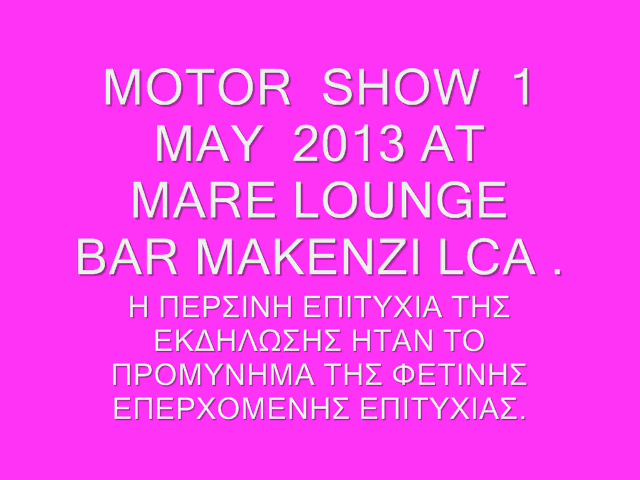 MOTOR SHOW 1
MAY 2013 AT
MARE LOUNGE
BAR MAKENZI LCA .
Η ΠΕΡΣΙΝΗ ΕΠΙΤΥΧΙΑ ΤΗΣ
ΕΚΔΗΛΩΣΗΣ ΗΤΑΝ ΤΟ
ΠΡΟΜΥΝΗΜΑ ΤΗΣ ΦΕΤΙΝΗΣ
ΕΠΕΡΧΟΜΕΝΗΣ ΕΠΙΤΥΧΙΑΣ.